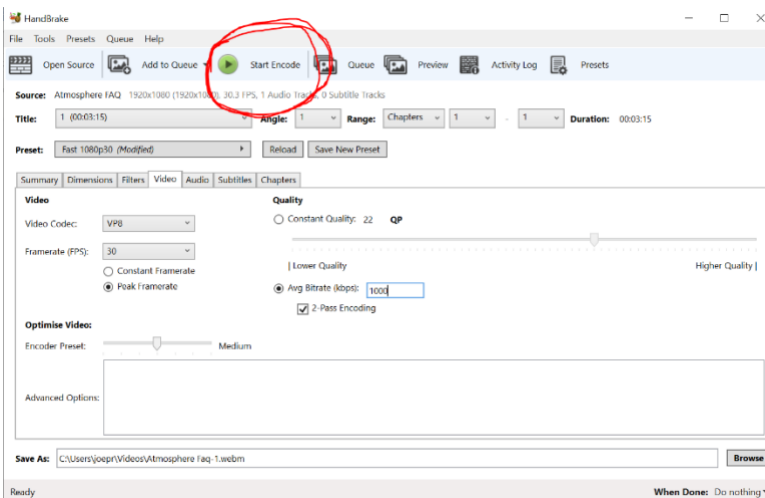 HandBrake
File Tools Presets Queue Help
Open Source Add to Queue Start Encode Queue Preview Activity Log Presets
Source: Atmosphere FAQ 1920x1080 (1920x1080), 30.3 FPS, 1 Audio Track, 0 Subtitle Tracks
Title: 1 (00:03:15) Angle: 1 Range: Chapters 1 - 1 Duration: 00:03:15
Preset: Fast 1080p30 (Modified) Reload Save New Preset
Summary Dimensions Filters Video Audio Subtitles Chapters
Video Quality
Video Codec: VP8 Constant Quality: 22 QP
Framerate (FPS): 30 | Lower Quality Higher Quality |
Constant Framerate
Peak Framerate Avg Bitrate (kbps): 1000
2-Pass Encoding
Optimise Video:
Encoder Preset: Medium
Advanced Options:
Save As: C:\Users\joepr\Videos\Atmosphere Faq-1.webm Browse
Ready When Done: Do nothing